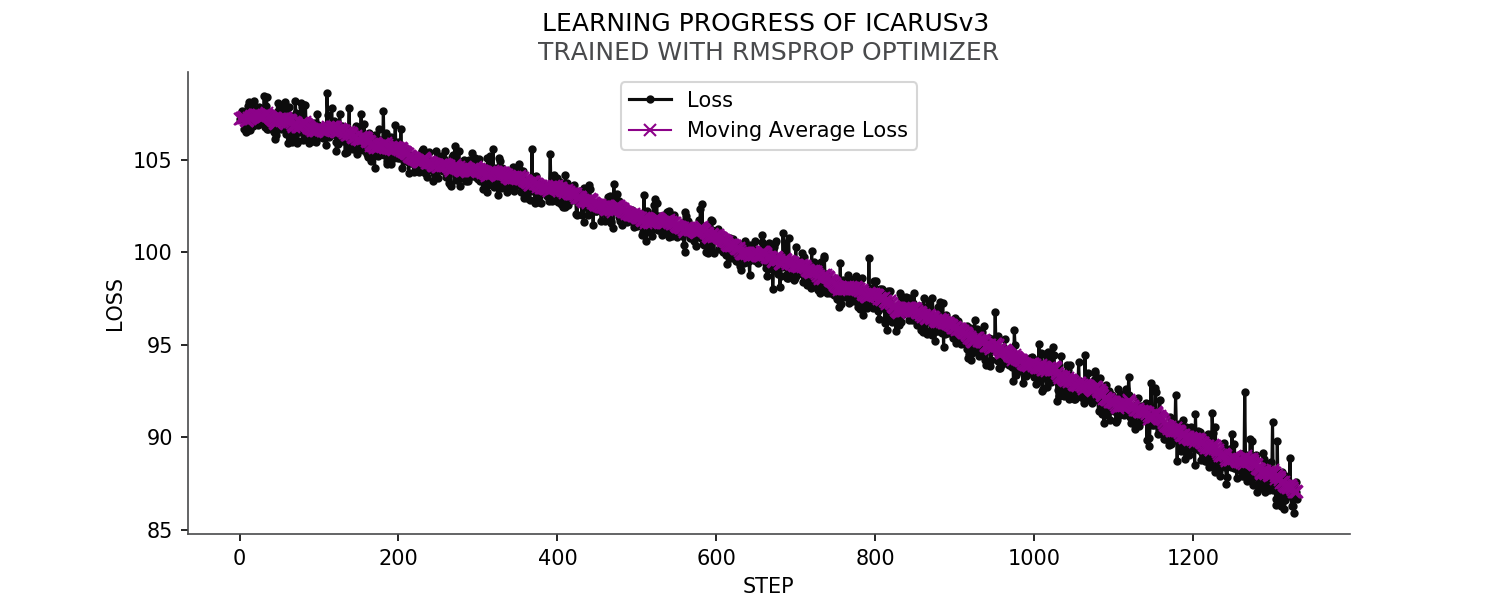 LEARNING PROGRESS OF ICARUSv3
TRAINED WITH RMSPROP OPTIMIZER
Loss
Moving Average Loss
LOSS
105
100
95
90
85
0 200 400 600 800 1000 1200
STEP